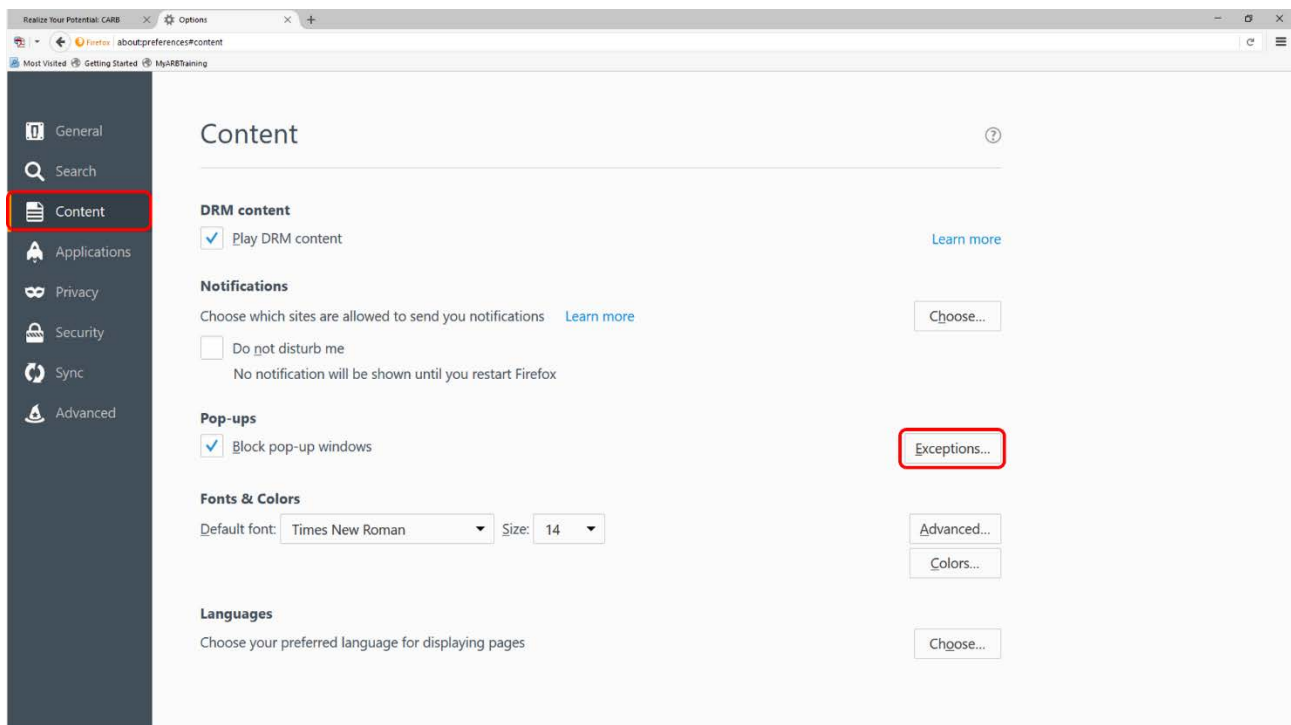 Realize Your Potential: CARB
Options
Firefox about:preferences#content
Most Visited Getting Started MyARBTraining
General
Search
Content
Applications
Privacy
Security
Sync
Advanced
Content
DRM content
Play DRM content Learn more
Notifications
Choose which sites are allowed to send you notifications Learn more Choose...
Do not disturb me
No notification will be shown until you restart Firefox
Pop-ups
Block pop-up windows Exceptions...
Fonts & Colors
Default font: Times New Roman Size: 14 Advanced...
Colors...
Languages
Choose your preferred language for displaying pages Choose...